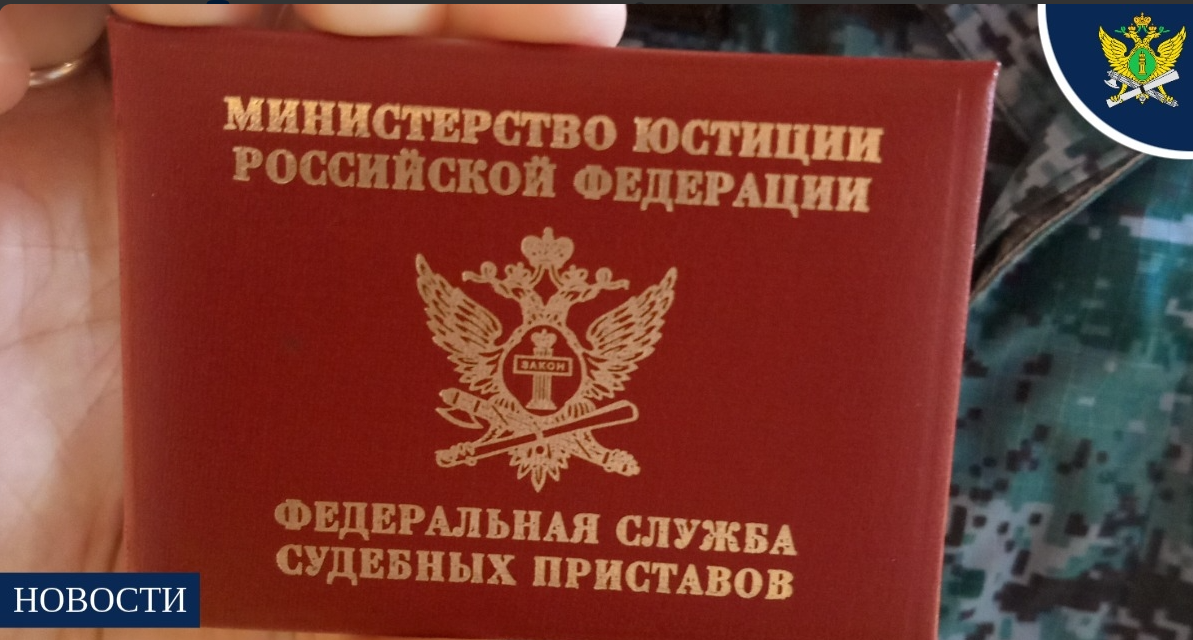 МИНИСТЕРСТВО ЮСТИЦИИ
РОССИЙСКОЙ ФЕДЕРАЦИИ
ЗАКОН
ФЕДЕРАЛЬНАЯ СЛУЖБА
СУДЕБНЫХ ПРИСТАВОВ
НОВОСТИ